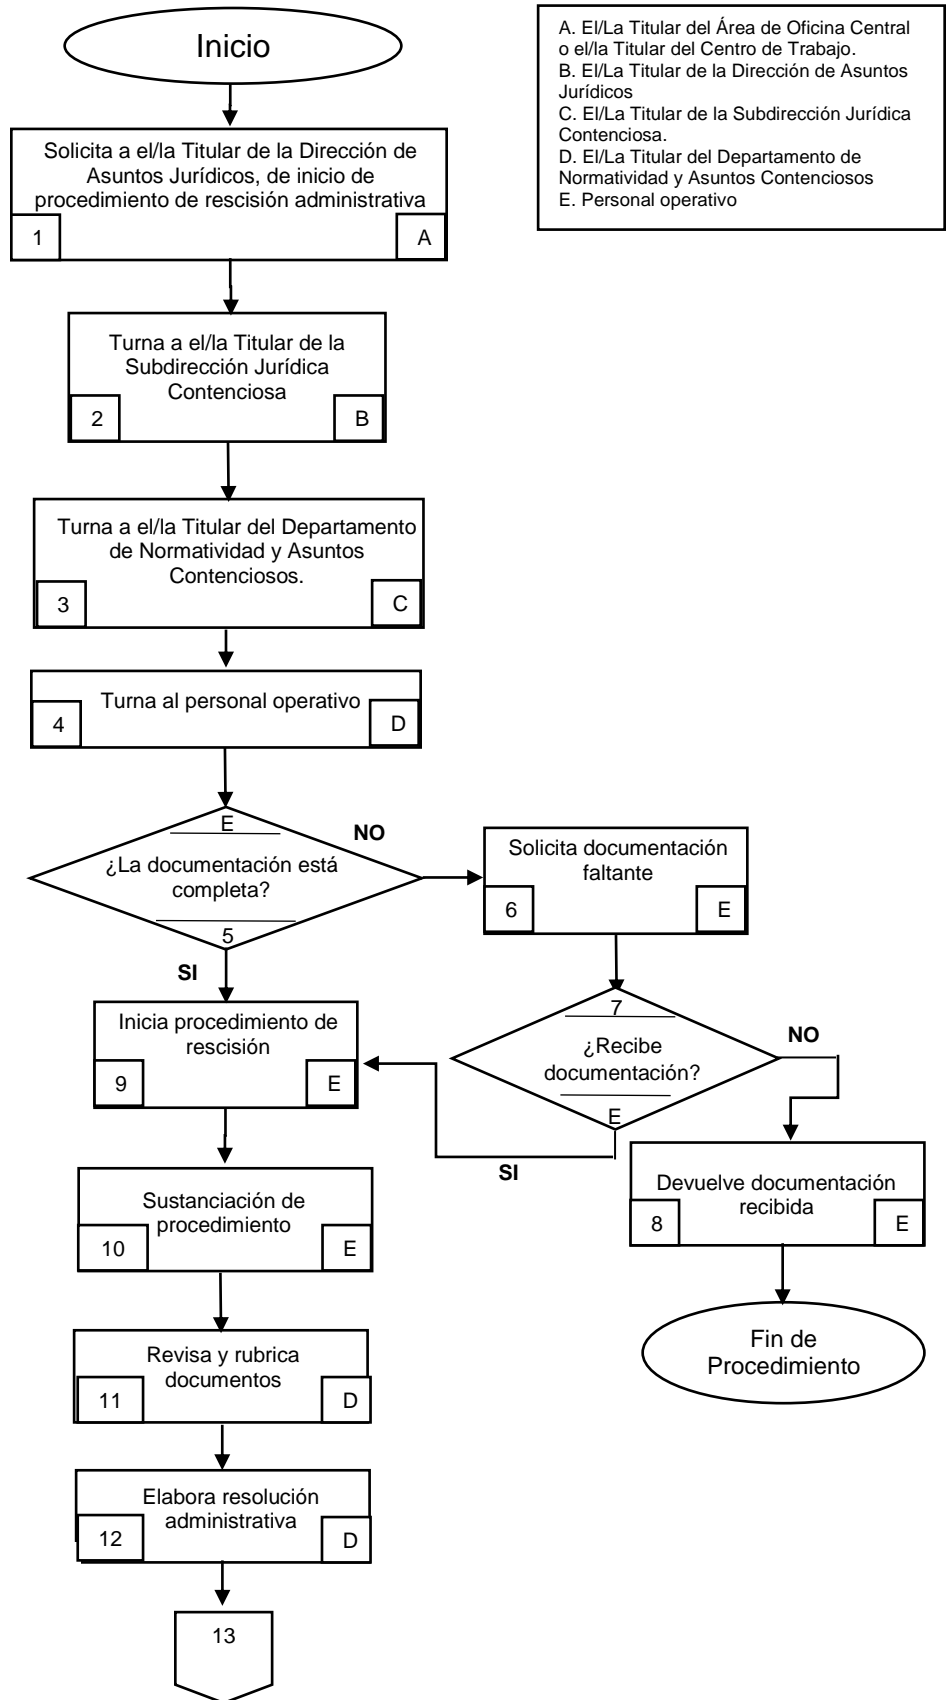 Inicio
A. El/La Titular del Área de Oficina Central
o el/la Titular del Centro de Trabajo.
B. El/La Titular de la Dirección de Asuntos
Jurídicos
C. El/La Titular de la Subdirección Jurídica
Contenciosa.
D. El/La Titular del Departamento de
Normatividad y Asuntos Contenciosos
E. Personal operativo
Solicita a el/la Titular de la Dirección de
Asuntos Jurídicos, de inicio de
procedimiento de rescisión administrativa
1
A
Turna a el/la Titular de la
Subdirección Jurídica
Contenciosa
2
B
Turna a el/la Titular del Departamento
de Normatividad y Asuntos
Contenciosos.
3
C
Turna al personal operativo
4
D
E
¿La documentación está
completa?
5
NO
SI
Solicita documentación
faltante
6
E
7
¿Recibe
documentación?
E
NO
SI
Devuelve documentación
recibida
8
E
Fin de
Procedimiento
Inicia procedimiento de
rescisión
9
E
Sustanciación de
procedimiento
10
E
Revisa y rubrica
documentos
11
D
Elabora resolución
administrativa
12
D
13